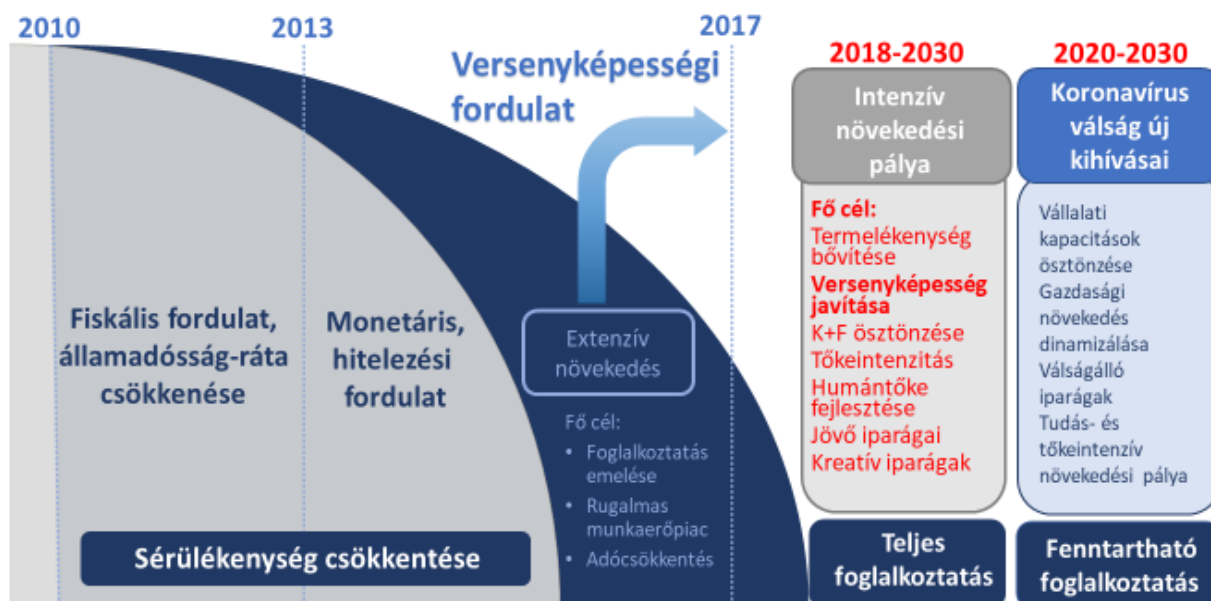 2010
2013
2017
Versenyképességi
fordulat
Fiskális fordulat,
államadósság-ráta
csökkenése
Monetáris,
hitelezési
fordulat
Extenzív
növekedés
Fő cél:
• Foglalkoztatás
emelése
• Rugalmas
munkaerőpiac
• Adócsökkentés
Sérülékenység csökkentése
2018-2030
Intenzív
növekedési
pálya
Fő cél:
Termelékenység
bővítése
Versenyképesség
javítása
K+F ösztönzése
Tőkeintenzitás
Humántőke
fejlesztése
Jövő iparágai
Kreatív iparágak
Teljes
foglalkoztatás
2020-2030
Koronavírus
válság új
kihívásai
Vállalati
kapacitások
ösztönzése
Gazdasági
növekedés
dinamizálása
Válságálló
iparágak
Tudás- és
tőkeintenzív
növekedési pálya
Fenntartható
foglalkoztatás